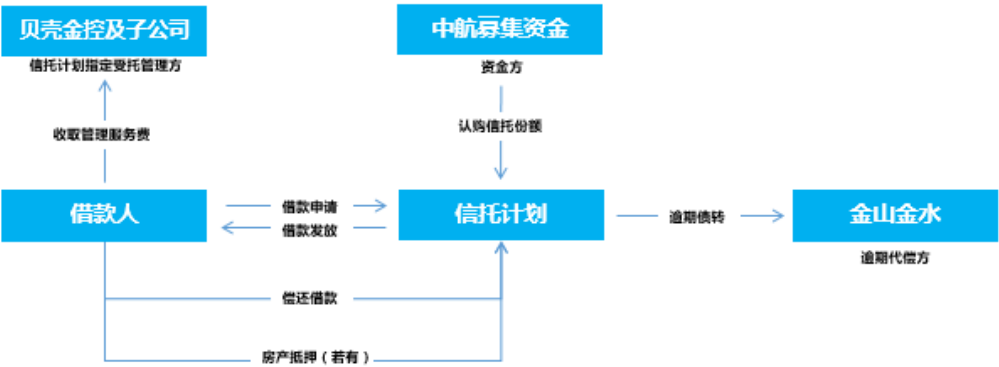 贝壳金控及子公司
中航募集资金
信托计划指定受托管理方
资金方
收取管理服务费
认购信托份额
借款人
借款申请
借款发放
信托计划
逾期债转
金山金水
逾期代偿方
偿还借款
房产抵押（若有）